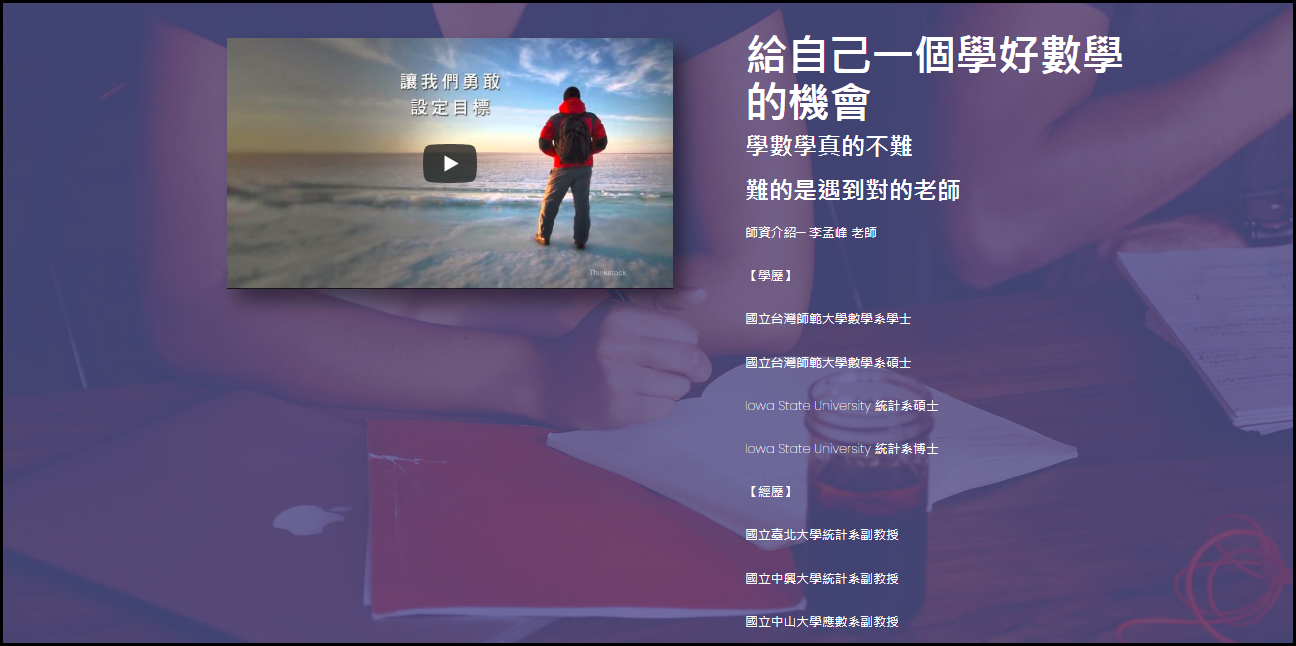 讓我們勇敢
設定目標
Thinkstock
給自己一個學好數學
的機會
學數學真的不難
難的是遇到對的老師
師資介紹─ 李孟峰 老師
【學歷】
國立台灣師範大學數學系學士
國立台灣師範大學數學系碩士
Iowa State University 統計系碩士
Iowa State University 統計系博士
【經歷】
國立臺北大學統計系副教授
國立中興大學統計系副教授
國立中山大學應數系副教授